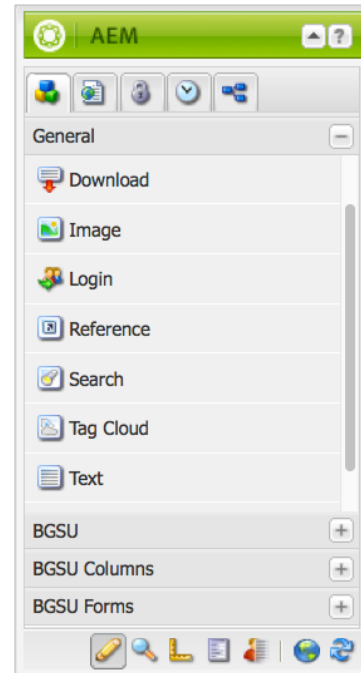 AEM
?
General
Download
Image
Login
Reference
Search
Tag Cloud
Text
BGSU
BGSU Columns
BGSU Forms